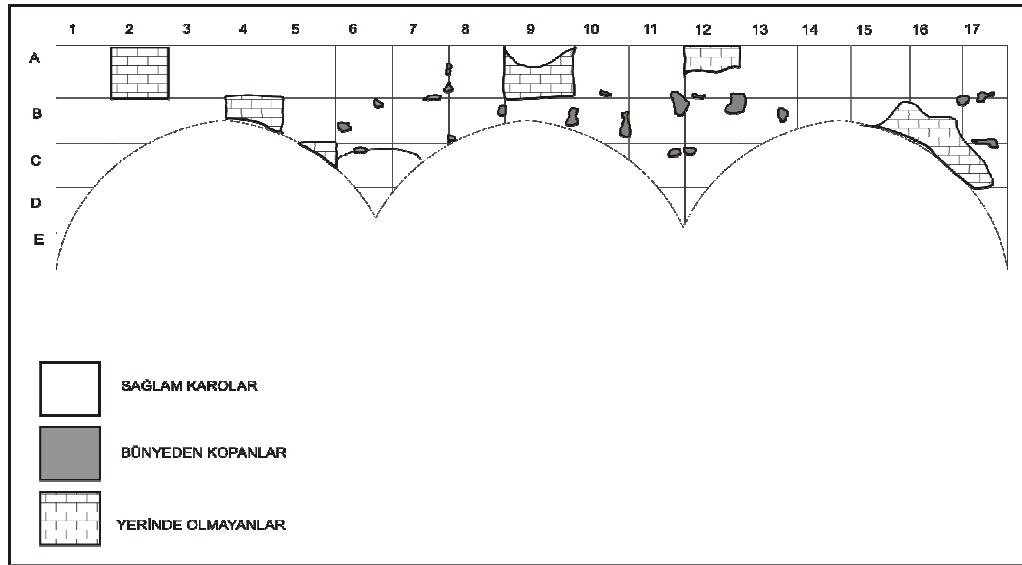 1 2 3 4 5 6 7 8 9 10 11 12 13 14 15 16 17
A
B
C
D
E
SAĞLAM KAROLAR
BÜNYEDEN KOPANLAR
YERİNDE OLMAYANLAR